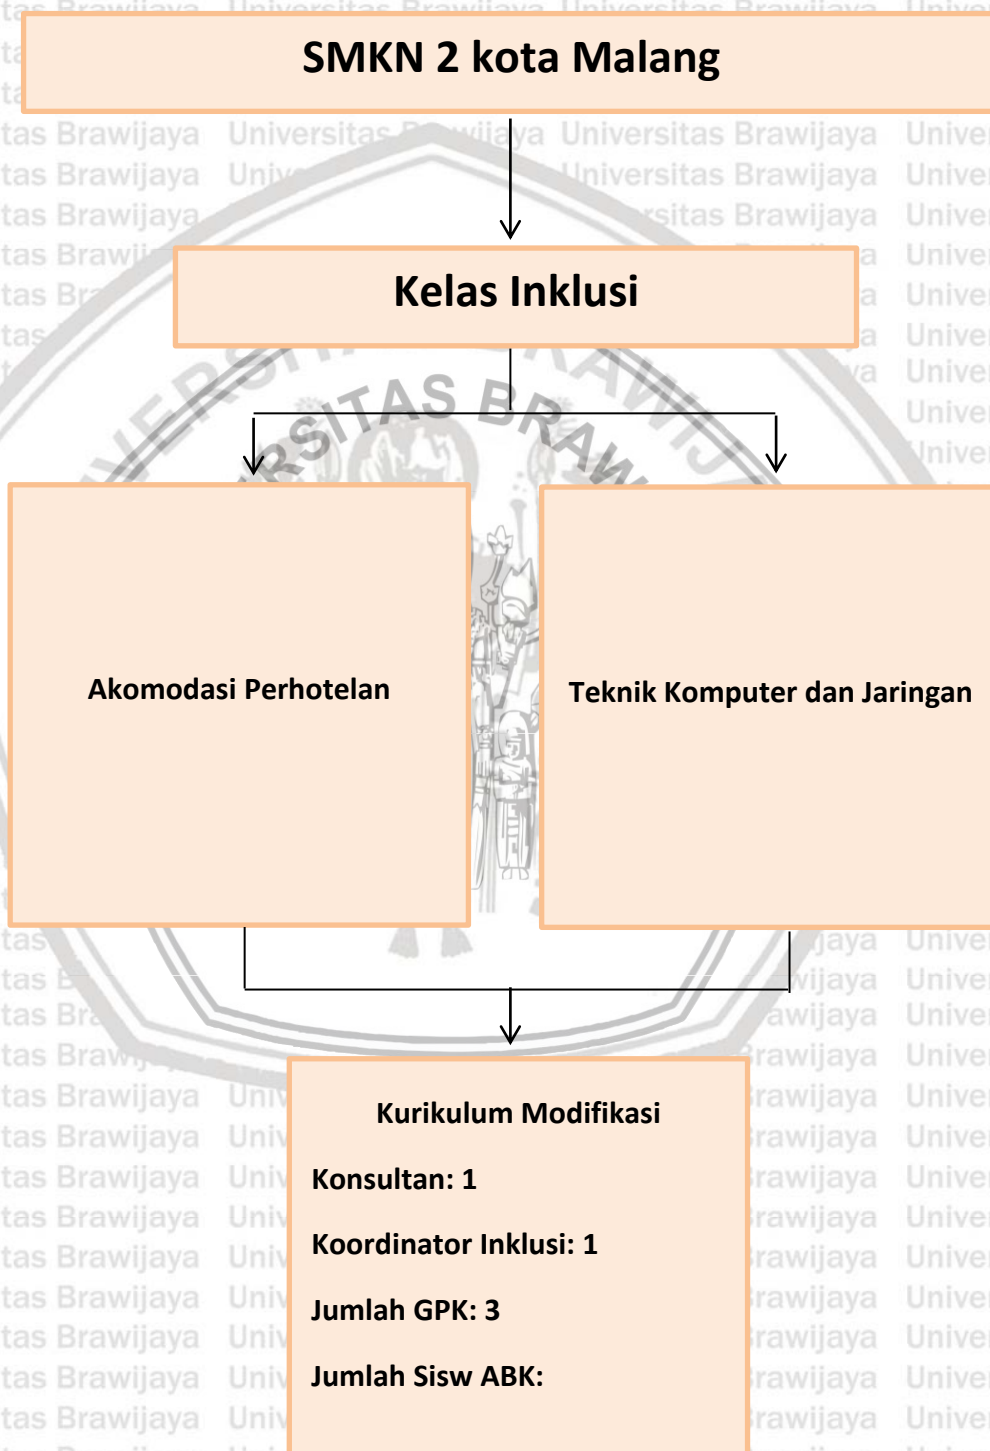 SMKN 2 kota Malang
Kelas Inklusi
Akomodasi Perhotelan
Teknik Komputer dan Jaringan
Kurikulum Modifikasi
Konsultan: 1
Koordinator Inklusi: 1
Jumlah GPK: 3
Jumlah Sisw ABK: